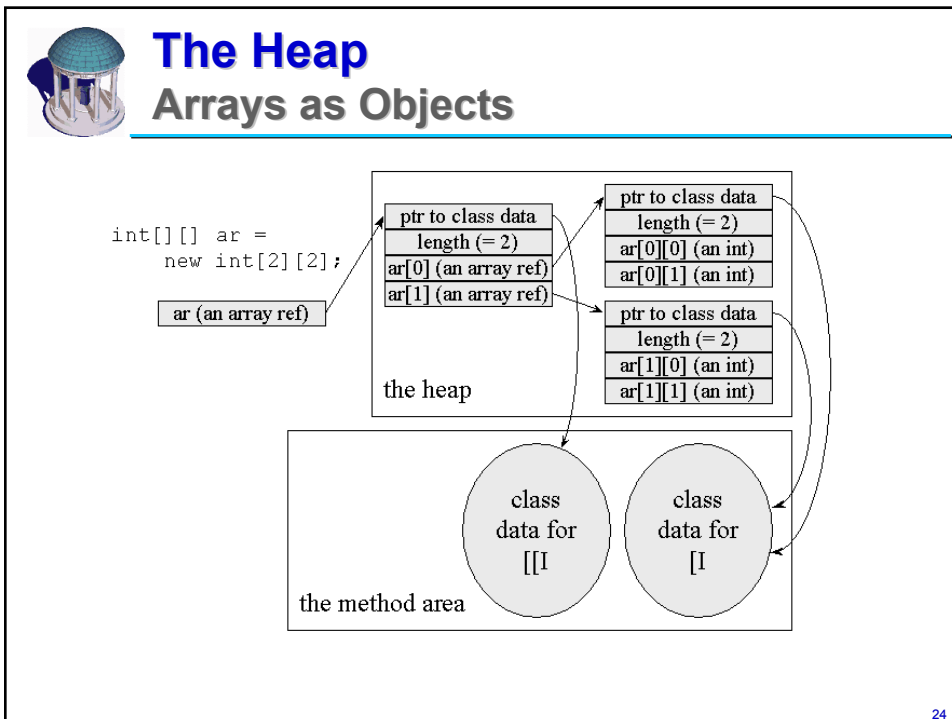 The Heap
Arrays as Objects
int[][] ar =
new int[2][2];
ar (an array ref)
ptr to class data
length (= 2)
ar[0] (an array ref)
ar[1] (an array ref)
ptr to class data
length (= 2)
ar[0][0] (an int)
ar[0][1] (an int)
ptr to class data
length (= 2)
ar[1][0] (an int)
ar[1][1] (an int)
the heap
class
data for
[[I
class
data for
[I
the method area
24